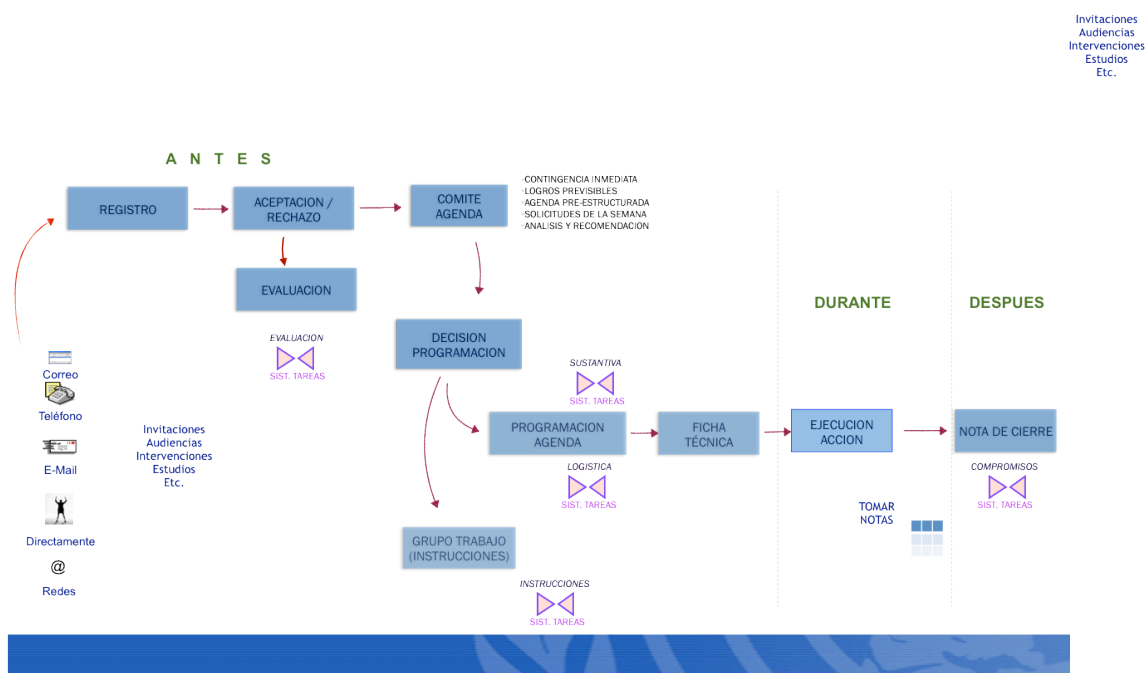 Invitaciones
Audiencias
Intervenciones
Estudios
Etc.
A N T E S
REGISTRO
ACEPTACION /
RECHAZO
COMITE
AGENDA
·CONTINGENCIA INMEDIATA
·LOGROS PREVISIBLES
·AGENDA PRE-ESTRUCTURADA
·SOLICITUDES DE LA SEMANA
·ANALISIS Y RECOMENDACION
EVALUACION
DURANTE
DESPUES
DECISION
PROGRAMACION
EVALUACION
SIST. TAREAS
SUSTANTIVA
SIST. TAREAS
Correo
Teléfono
E-Mail
Directamente
@
Redes
Invitaciones
Audiencias
Intervenciones
Estudios
Etc.
PROGRAMACION
AGENDA
FICHA
TÉCNICA
EJECUCION
ACCION
NOTA DE CIERRE
LOGISTICA
SIST. TAREAS
COMPROMISOS
SIST. TAREAS
TOMAR
NOTAS
GRUPO TRABAJO
(INSTRUCCIONES)
INSTRUCCIONES
SIST. TAREAS